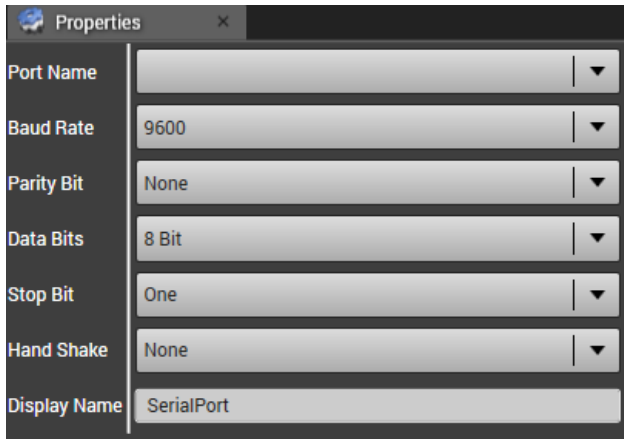 Properties ×
Port Name
Baud Rate 9600
Parity Bit None
Data Bits 8 Bit
Stop Bit One
Hand Shake None
Display Name SerialPort